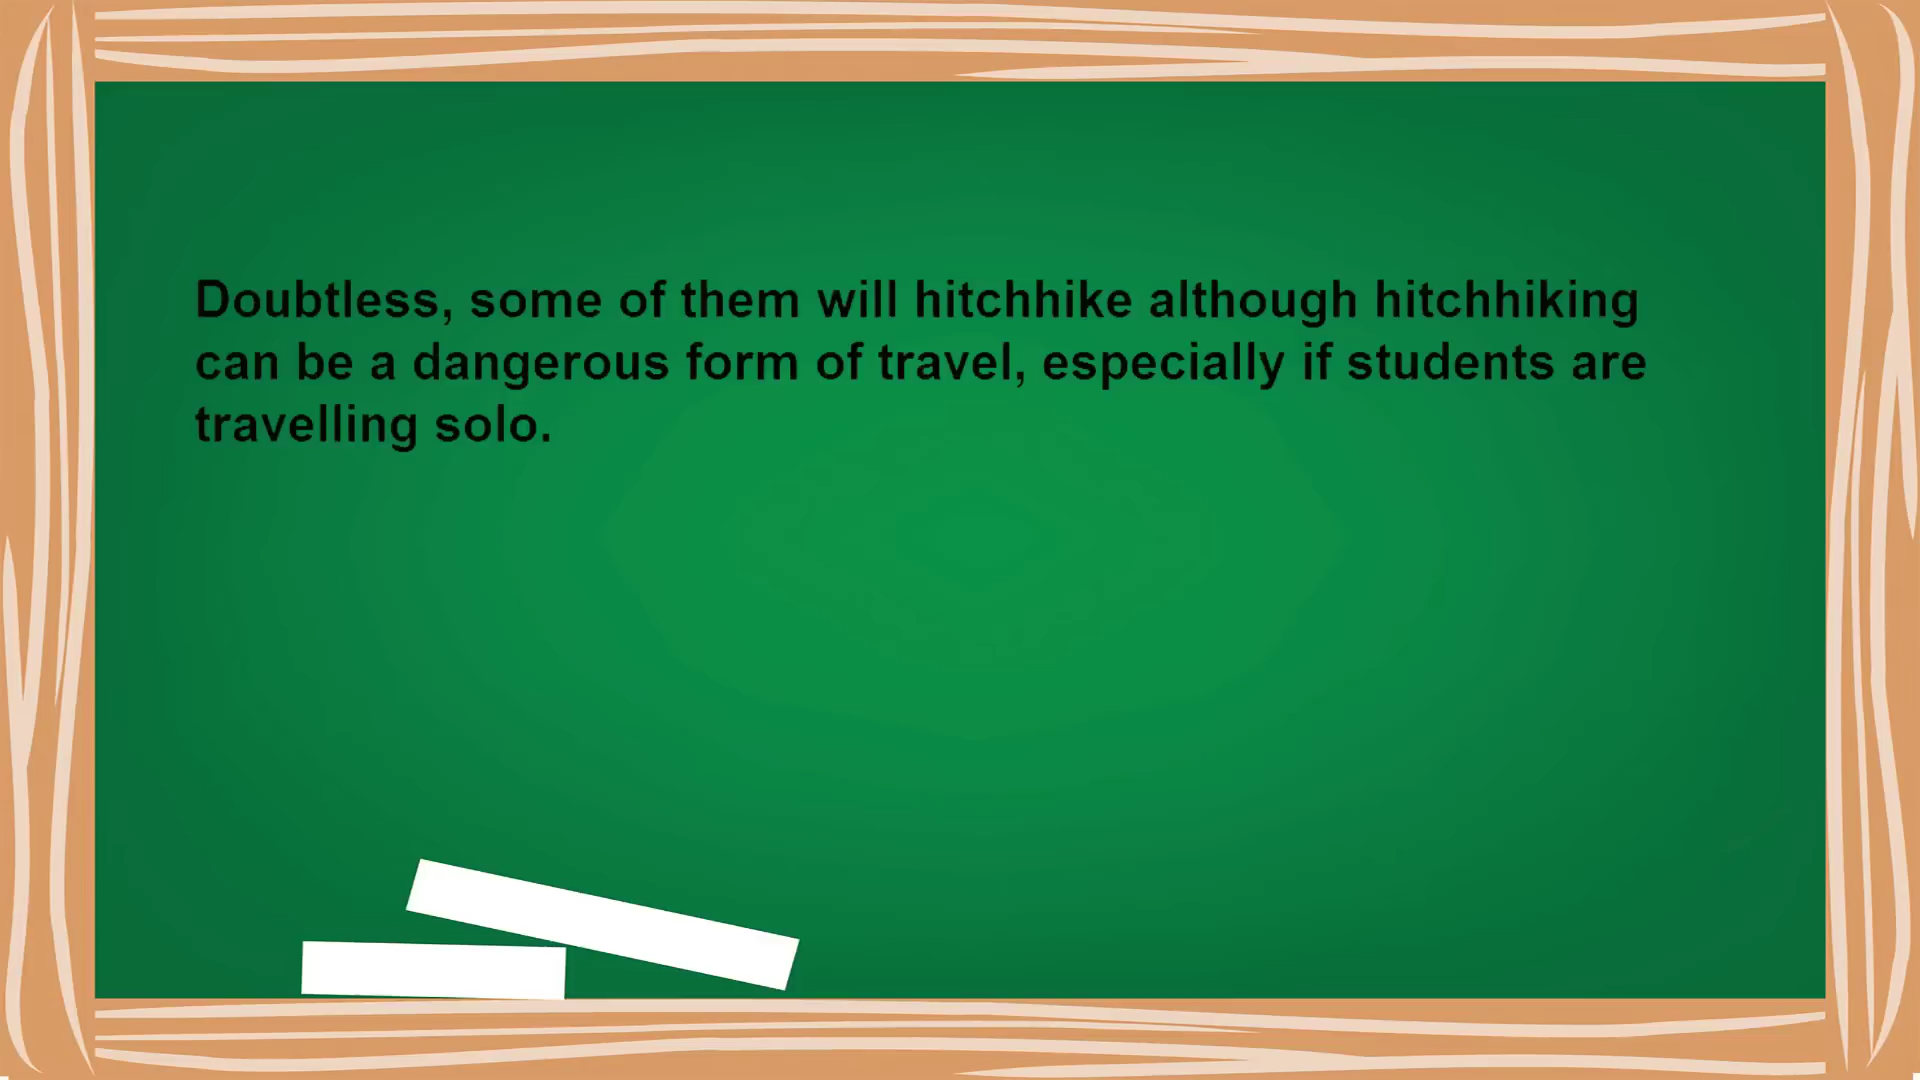 Doubtless, some of them will hitchhike although hitchhiking
can be a dangerous form of travel, especially if students are
travelling solo.